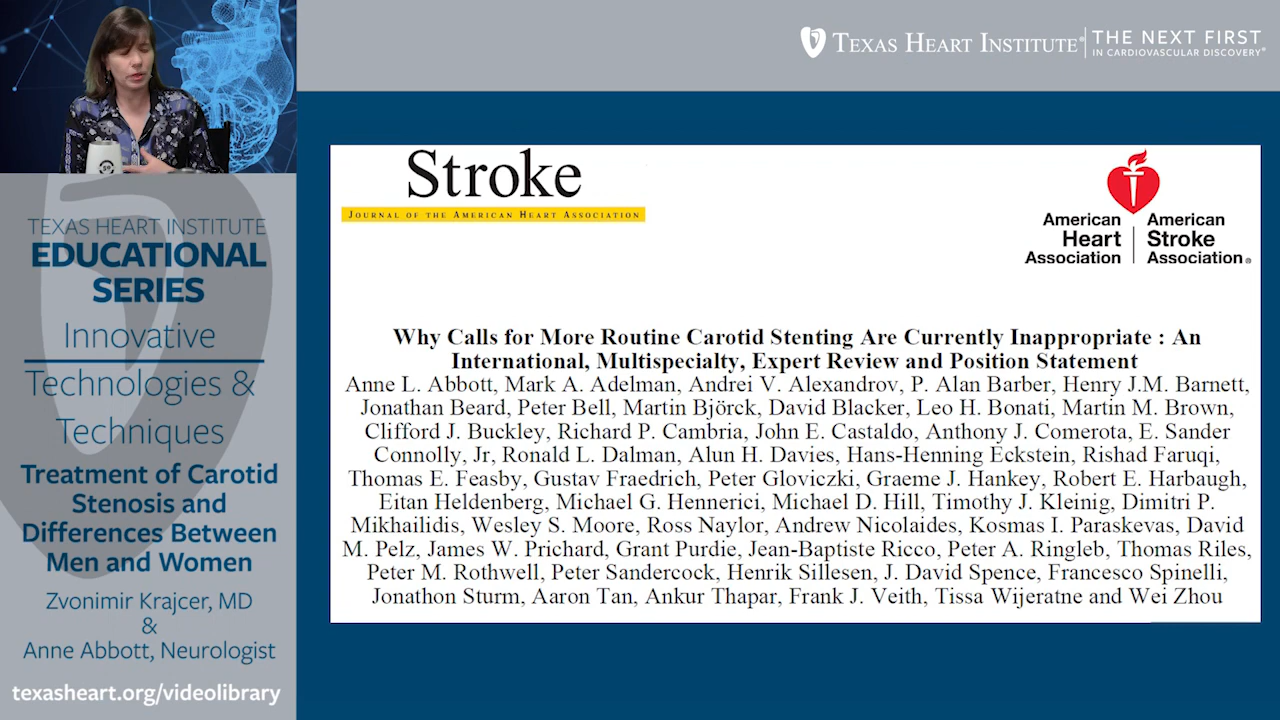 TEXAS HEART INSTITUTE
EDUCATIONAL
SERIES
Innovative
Technologies &
Techniques
Treatment of Carotid
Stenosis and
Differences Between
Men and Women
Zvonimir Krajcer, MD
&
Anne Abbott, Neurologist
texasheart.org/videolibrary
TEXAS HEART INSTITUTE®
THE NEXT FIRST
IN CARDIOVASCULAR DISCOVERY®
Stroke
JOURNAL OF THE AMERICAN HEART ASSOCIATION
American Heart Association
American Stroke Association®
Why Calls for More Routine Carotid Stenting Are Currently Inappropriate : An
International, Multispecialty, Expert Review and Position Statement
Anne L. Abbott, Mark A. Adelman, Andrei V. Alexandrov, P. Alan Barber, Henry J.M. Barnett,
Jonathan Beard, Peter Bell, Martin Björck, David Blacker, Leo H. Bonati, Martin M. Brown,
Clifford J. Buckley, Richard P. Cambria, John E. Castaldo, Anthony J. Comerota, E. Sander
Connolly, Jr, Ronald L. Dalman, Alun H. Davies, Hans-Henning Eckstein, Rishad Faruqi,
Thomas E. Feasby, Gustav Fraedrich, Peter Gloviczki, Graeme J. Hankey, Robert E. Harbaugh,
Eitan Heldenberg, Michael G. Hennerici, Michael D. Hill, Timothy J. Kleinig, Dimitri P.
Mikhailidis, Wesley S. Moore, Ross Naylor, Andrew Nicolaides, Kosmas I. Paraskevas, David
M. Pelz, James W. Prichard, Grant Purdie, Jean-Baptiste Ricco, Peter A. Ringleb, Thomas Riles,
Peter M. Rothwell, Peter Sandercock, Henrik Sillesen, J. David Spence, Francesco Spinelli,
Jonathon Sturm, Aaron Tan, Ankur Thapar, Frank J. Veith, Tissa Wijeratne and Wei Zhou